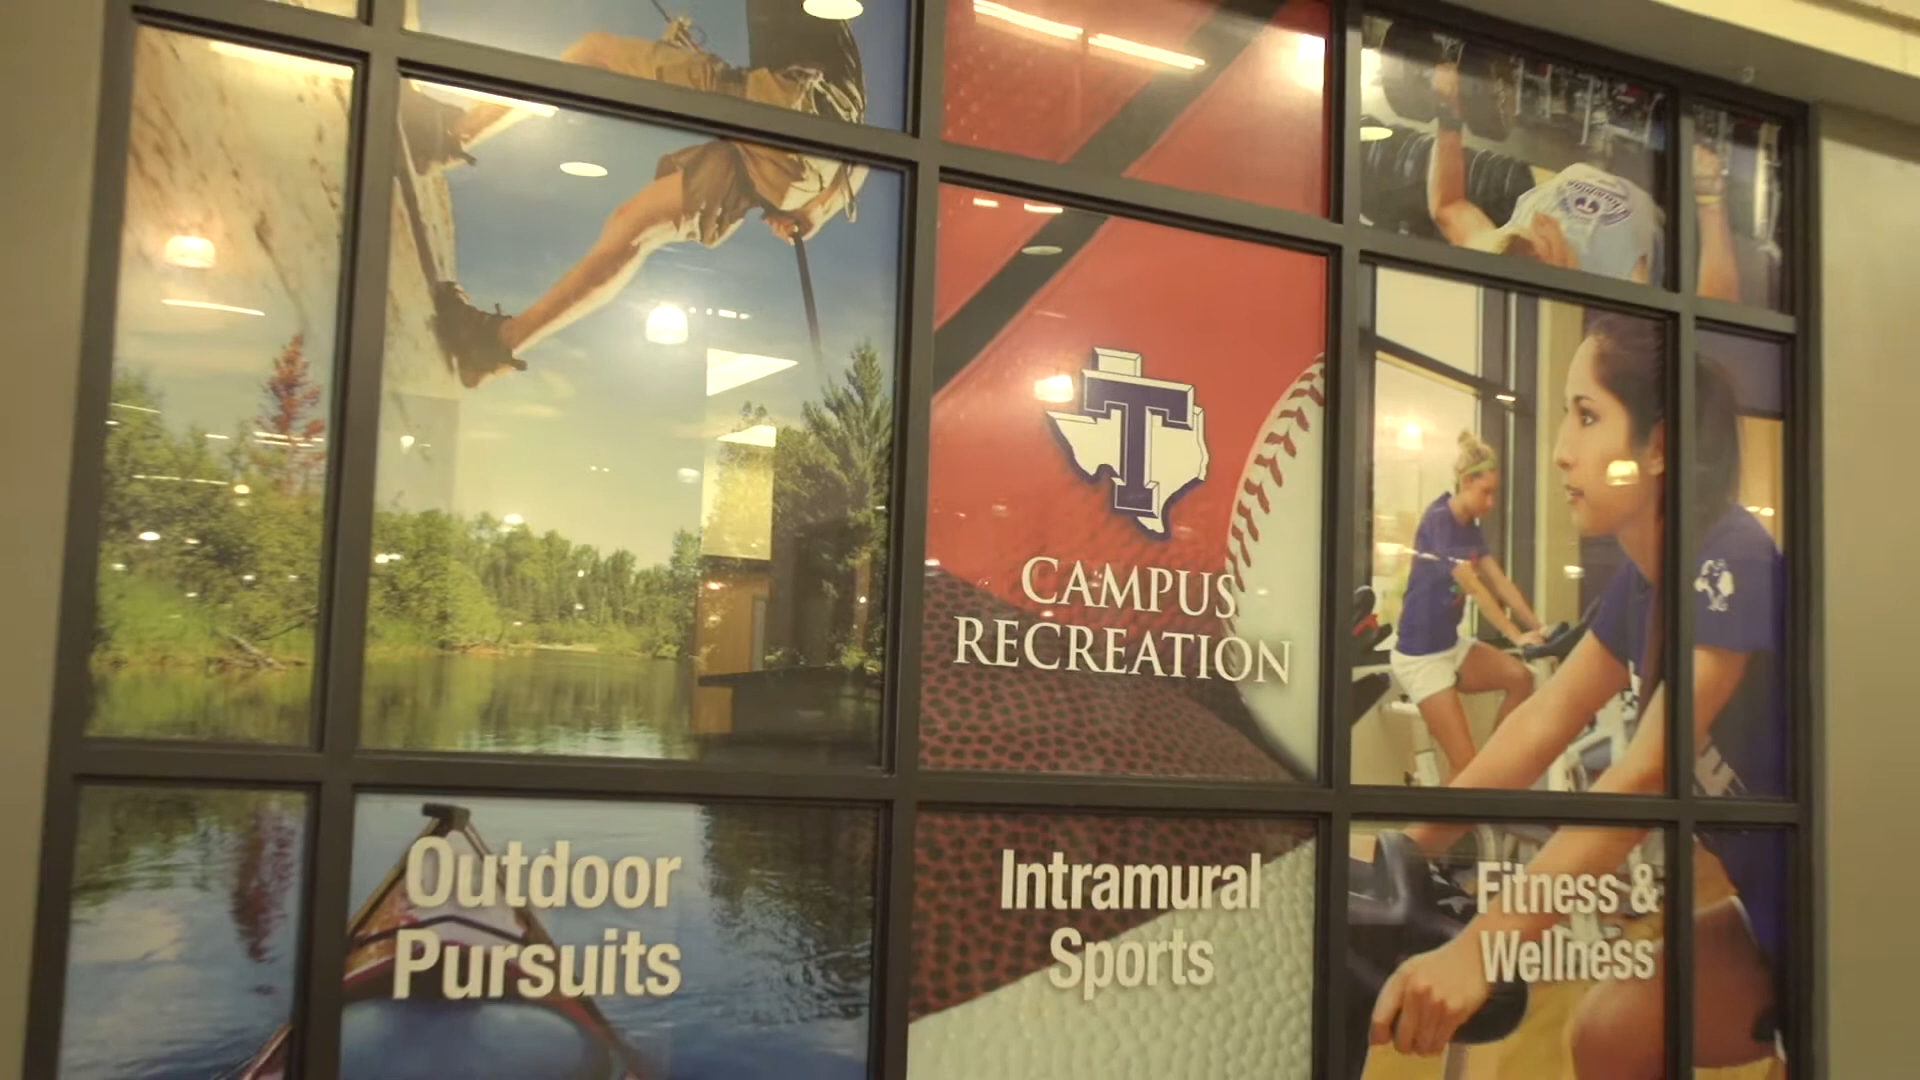 T
CAMPUS
RECREATION
Outdoor
Pursuits
Intramural
Sports
Fitness &
Wellness